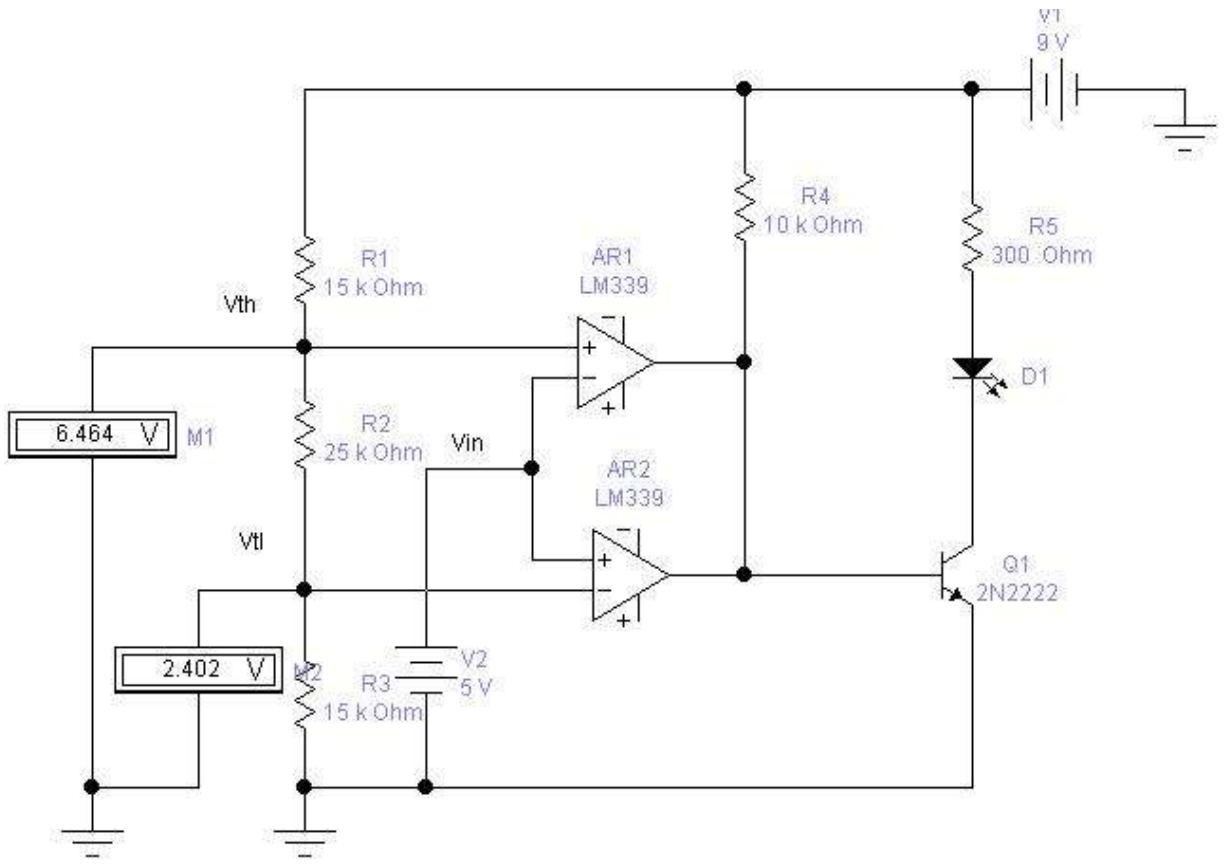 V1
9 V
R4
10 k Ohm
R5
300 Ohm
R1
15 k Ohm
AR1
LM339
Vth
+
−
−
+
D1
6.464 V
M1
R2
25 k Ohm
Vin
AR2
LM339
Vtl
−
+
−
+
Q1
2N2222
2.402 V
M2
R3
15 k Ohm
V2
5 V